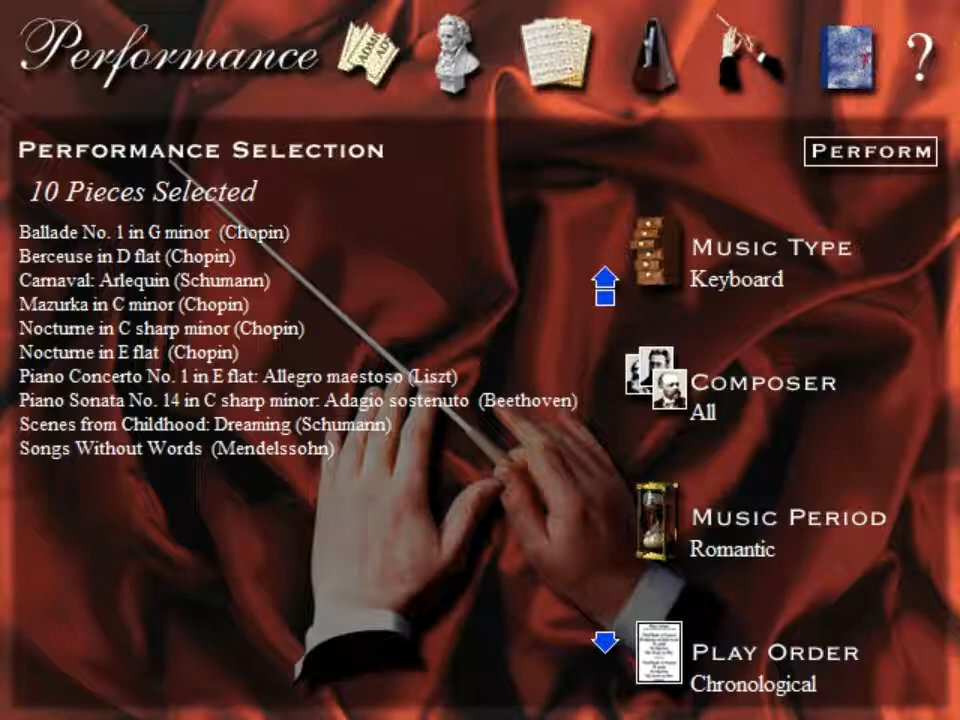 Performance
?
PERFORMANCE SELECTION
PERFORM
10 Pieces Selected
Ballade No. 1 in G minor (Chopin)
Berceuse in D flat (Chopin)
Carnaval: Arlequin (Schumann)
Mazurka in C minor (Chopin)
Nocturne in C sharp minor (Chopin)
Nocturne in E flat (Chopin)
Piano Concerto No. 1 in E flat: Allegro maestoso (Liszt)
Piano Sonata No. 14 in C sharp minor: Adagio sostenuto (Beethoven)
Scenes from Childhood: Dreaming (Schumann)
Songs Without Words (Mendelssohn)
MUSIC TYPE
Keyboard
COMPOSER
All
MUSIC PERIOD
Romantic
PLAY ORDER
Chronological